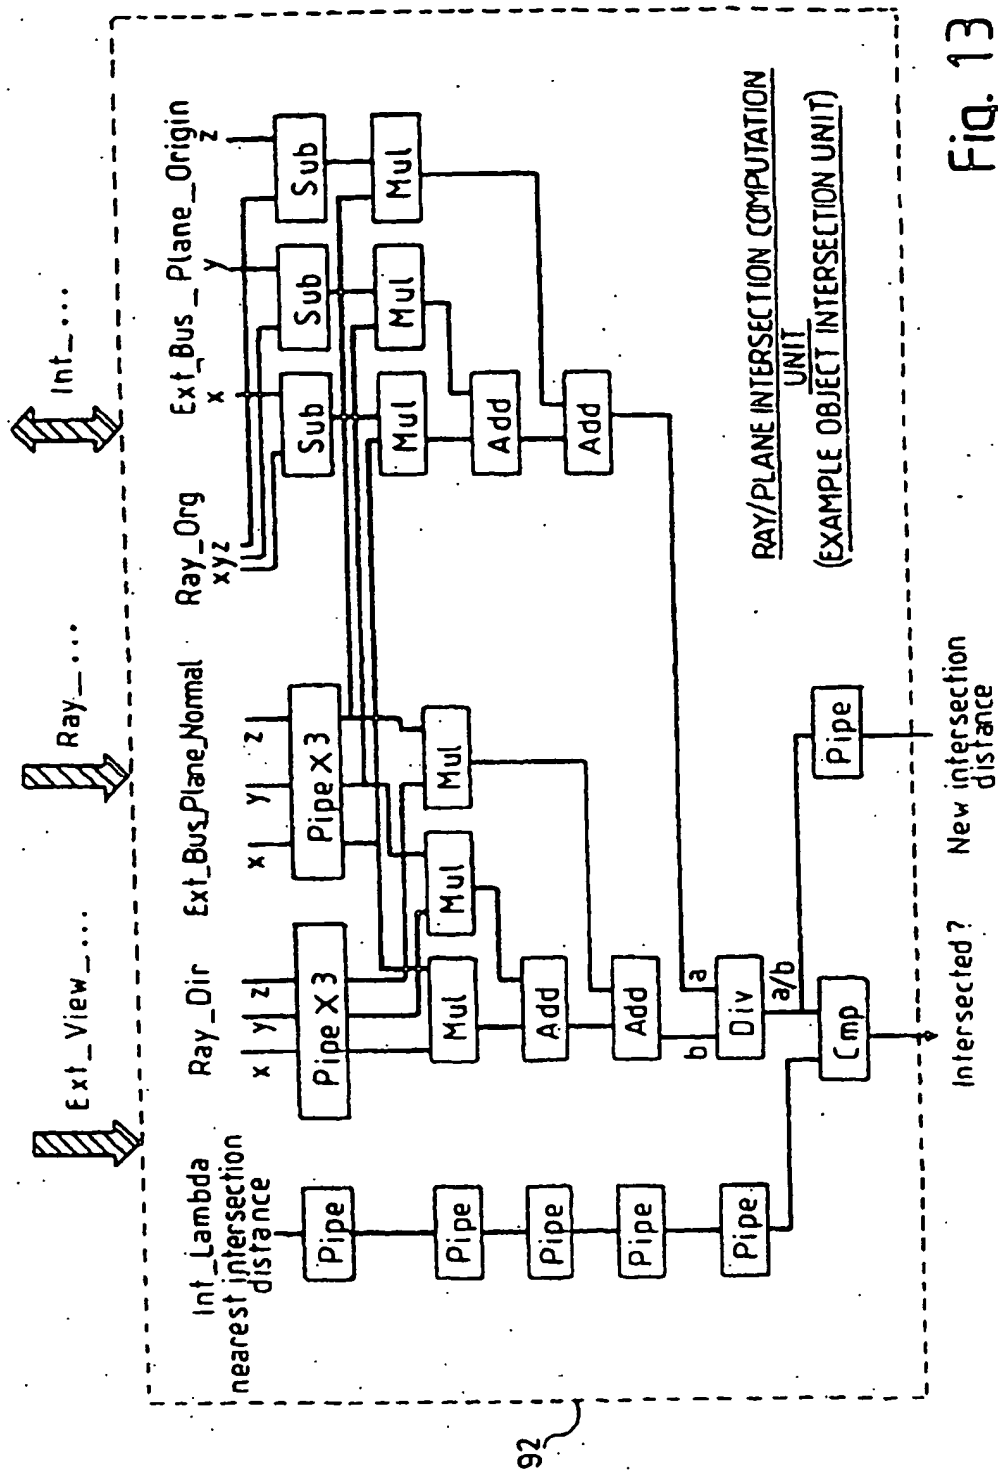 Ext_View_...
Ray_...
Int_...
Int_Lambda
nearest intersection
distance
Ray_Dir
x y z
Ext_Bus_Plane_Normal
x y z
Ray_Org
xyz
Ext_Bus_Plane_Origin
x y z
Pipe
Pipe X 3
Pipe X 3
Sub
Sub
Sub
Pipe
Mul
Mul
Mul
Mul
Mul
Mul
Pipe
Add
Add
Pipe
Add
Add
Pipe
b a
Div
a/b
Cmp
Pipe
RAY/PLANE INTERSECTION COMPUTATION
UNIT
(EXAMPLE OBJECT INTERSECTION UNIT)
Intersected?
New intersection
distance
92
Fig. 13